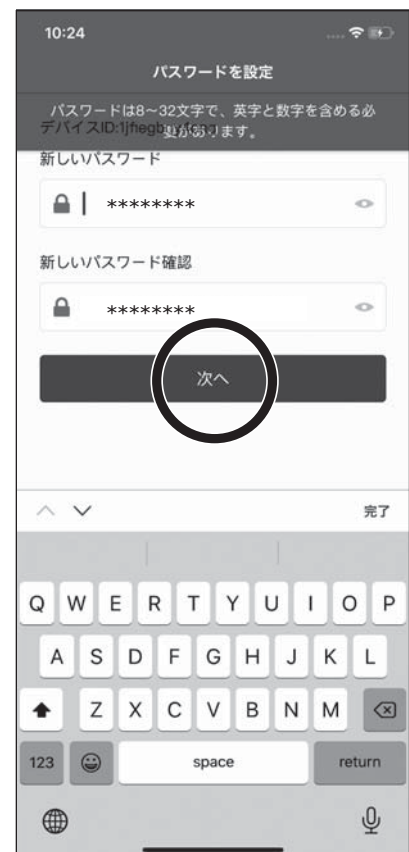 10:24
パスワードを設定
パスワードは8〜32文字で、英字と数字を含める必
要があります。
デバイスID:1jfiegb
新しいパスワード
********
新しいパスワード確認
********
次へ
完了
Q W E R T Y U I O P
A S D F G H J K L
Z X C V B N M
123 space return